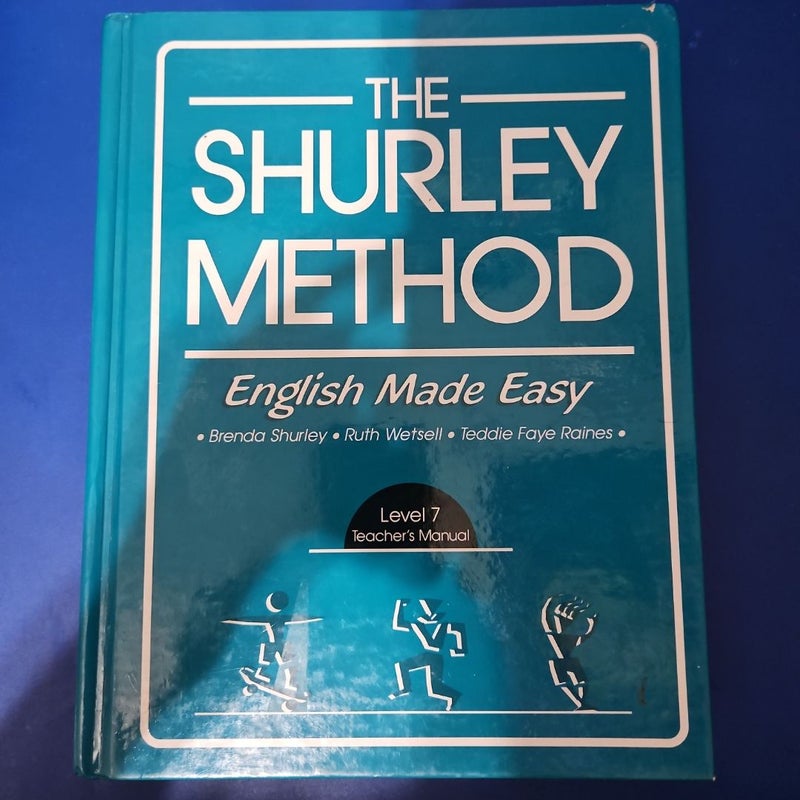 THE
SHURLEY
METHOD
English Made Easy
• Brenda Shurley • Ruth Wetsell • Teddie Faye Raines •
Level 7
Teacher's Manual